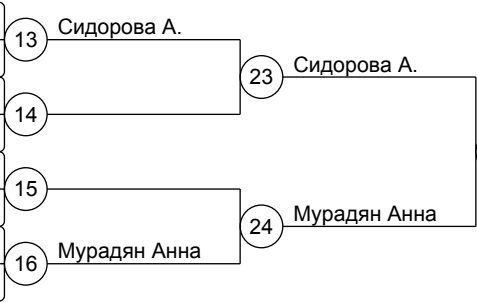 13 Сидорова А.
23 Сидорова А.
14
15
24 Мурадян Анна
16 Мурадян Анна